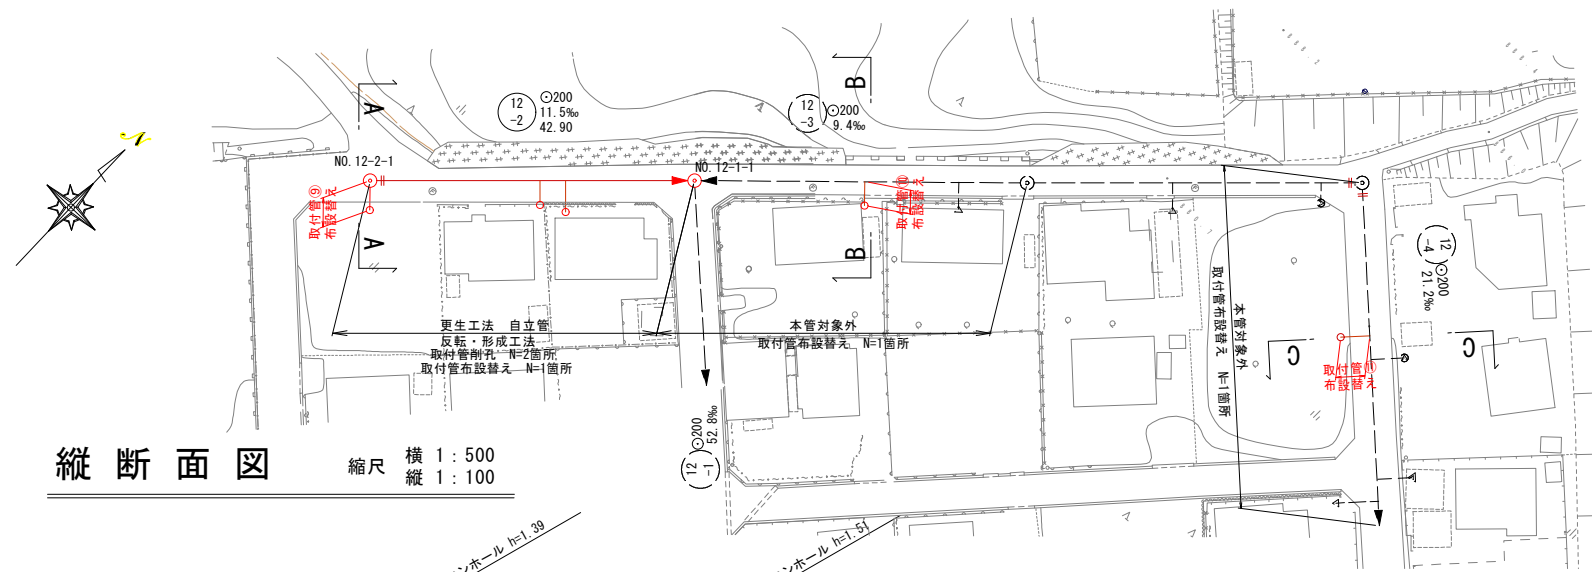 A
B
12
-2
⊙200
11.5‰
42.90
12
-3
⊙200
9.4‰
NO.12-2-1
NO.12-1-1
取付管⑨
布設替え
取付管⑩
布設替え
A
B
12
-4
⊙200
21.2‰
更生工法 自立管
反転・形成工法
取付管削孔 N=2箇所
取付管布設替え N=1箇所
本管対象外
取付管布設替え N=1箇所
本管対象外
取付管布設替え N=1箇所
C
C
取付管⑪
布設替え
12
-1
⊙200
52.8‰
縦断面図
縮尺
横 1:500
縦 1:100
ンホール h=1.39
ンホール h=1.51